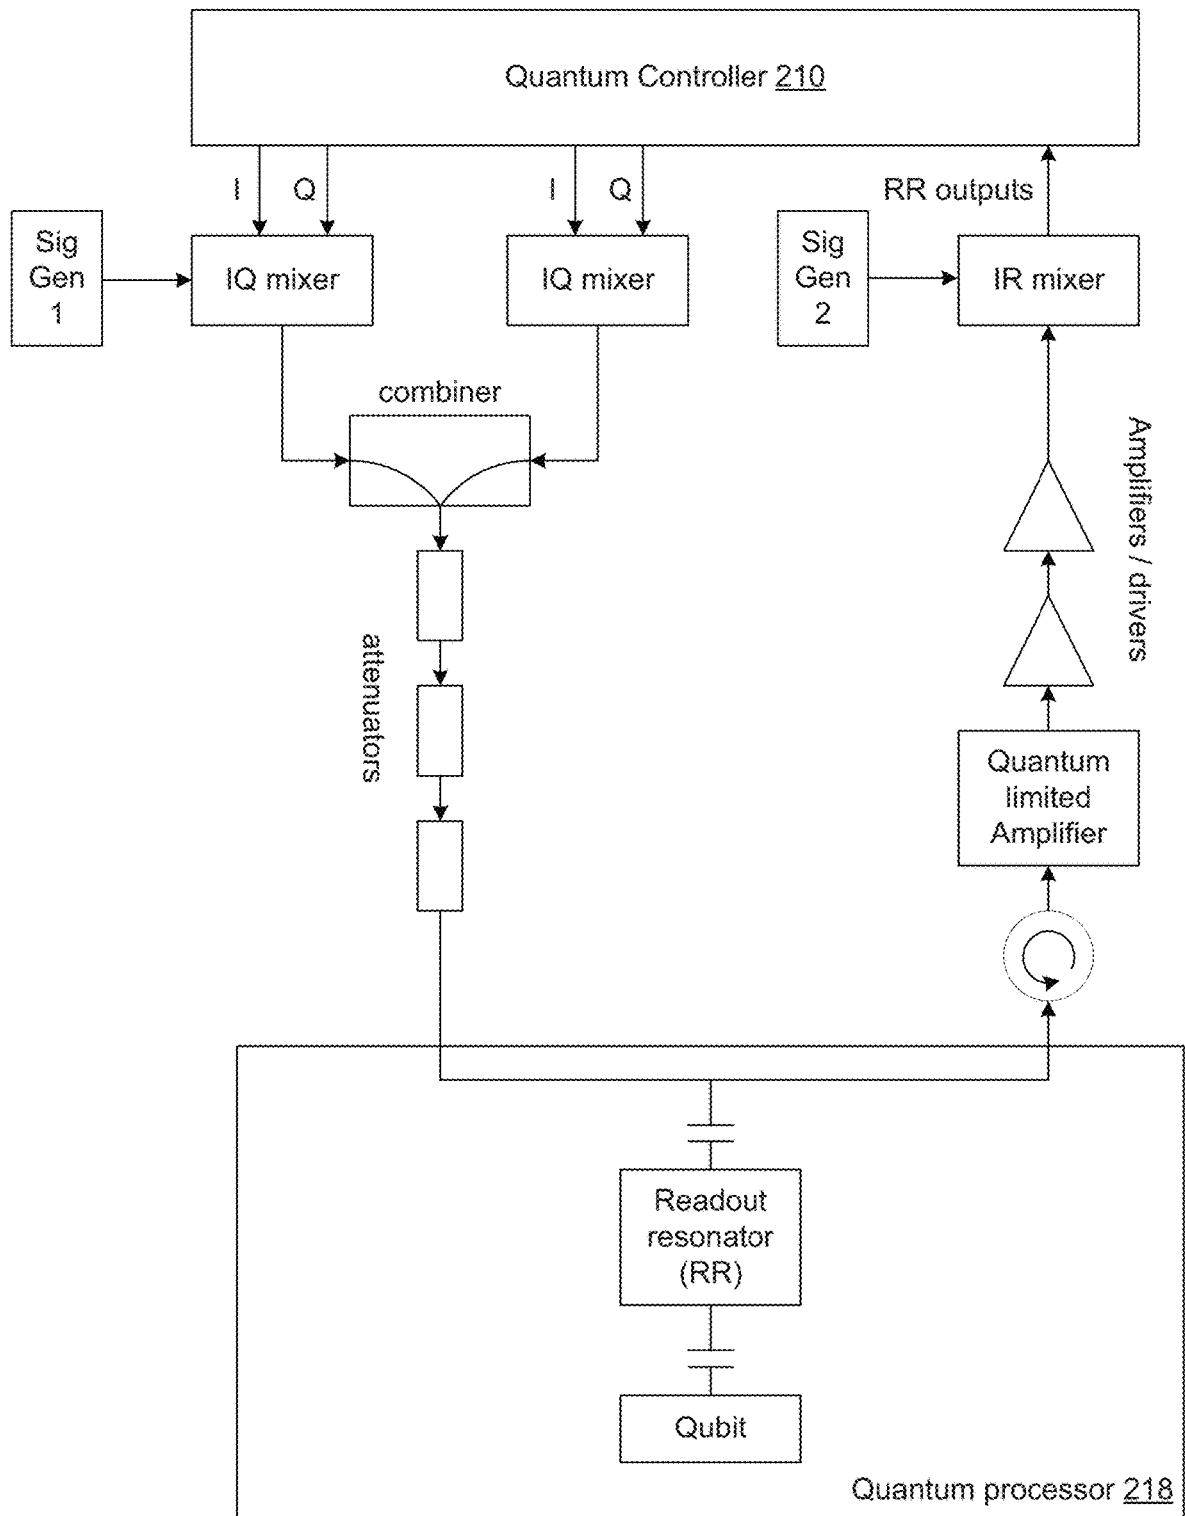 Quantum Controller 210
I
Q
I
Q
RR outputs
Sig
Gen
1
IQ mixer
IQ mixer
Sig
Gen
2
IR mixer
combiner
Amplifiers / drivers
attenuators
Quantum
limited
Amplifier
Readout
resonator
(RR)
Qubit
Quantum processor 218